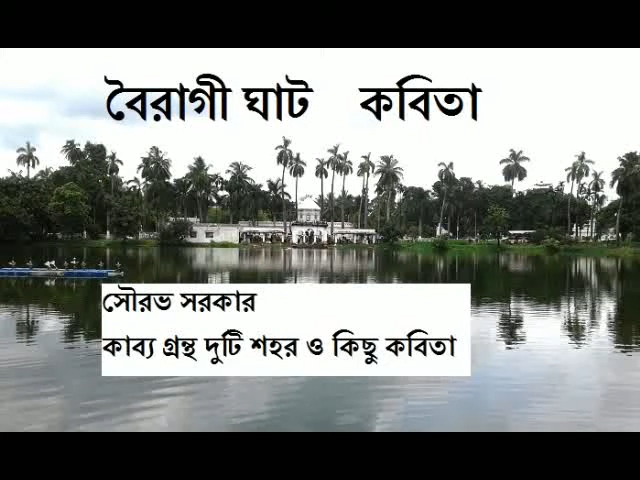 বৈরাগী ঘাট কবিতা
সৌরভ সরকার
কাব্য গ্রন্থ দুটি শহর ও কিছু কবিতা